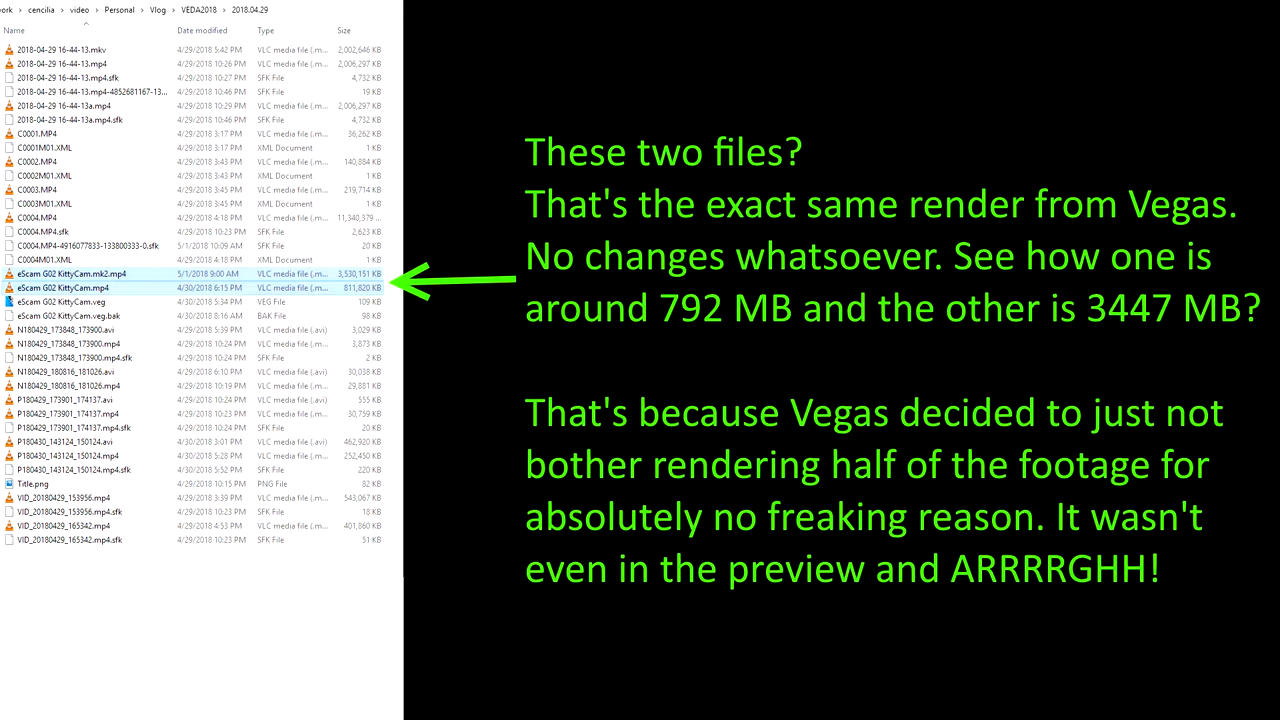 ork > cencilia > video > Personal > Vlog > VEDA2018 > 2018.04.29
Name Date modified Type Size
2018-04-29 16-44-13.mkv 4/29/2018 5:42 PM VLC media file (.m... 2,002,646 KB
2018-04-29 16-44-13.mp4 4/29/2018 10:26 PM VLC media file (.m... 2,006,297 KB
2018-04-29 16-44-13.mp4.sfk 4/29/2018 10:27 PM SFK File 4,732 KB
2018-04-29 16-44-13.mp4-4852681167-13... 4/29/2018 10:46 PM SFK File 19 KB
2018-04-29 16-44-13a.mp4 4/29/2018 10:29 PM VLC media file (.m... 2,006,297 KB
2018-04-29 16-44-13a.mp4.sfk 4/29/2018 10:46 PM SFK File 4,732 KB
C0001.MP4 4/29/2018 3:17 PM VLC media file (.m... 36,262 KB
C0001M01.XML 4/29/2018 3:17 PM XML Document 1 KB
C0002.MP4 4/29/2018 3:43 PM VLC media file (.m... 140,884 KB
C0002M01.XML 4/29/2018 3:43 PM XML Document 1 KB
C0003.MP4 4/29/2018 3:45 PM VLC media file (.m... 219,714 KB
C0003M01.XML 4/29/2018 3:45 PM XML Document 1 KB
C0004.MP4 4/29/2018 4:18 PM VLC media file (.m... 11,340,379 ...
C0004.MP4.sfk 4/29/2018 10:23 PM SFK File 2,623 KB
C0004.MP4-4916077833-133800333-0.sfk 5/1/2018 10:09 AM SFK File 20 KB
C0004M01.XML 4/29/2018 4:18 PM XML Document 1 KB
eScam G02 KittyCam.mk2.mp4 5/1/2018 9:00 AM VLC media file (.m... 3,530,151 KB
eScam G02 KittyCam.mp4 4/30/2018 6:15 PM VLC media file (.m... 811,820 KB
eScam G02 KittyCam.veg 4/30/2018 5:34 PM VEG File 109 KB
eScam G02 KittyCam.veg.bak 4/30/2018 8:16 AM BAK File 98 KB
N180429_173848_173900.avi 4/29/2018 5:39 PM VLC media file (.avi) 3,029 KB
N180429_173848_173900.mp4 4/29/2018 10:24 PM VLC media file (.m... 3,873 KB
N180429_173848_173900.mp4.sfk 4/29/2018 10:24 PM SFK File 2 KB
N180429_180816_181026.avi 4/29/2018 6:10 PM VLC media file (.avi) 30,038 KB
N180429_180816_181026.mp4 4/29/2018 10:19 PM VLC media file (.m... 29,881 KB
P180429_173901_174137.avi 4/29/2018 10:24 PM VLC media file (.avi) 555 KB
P180429_173901_174137.mp4 4/29/2018 10:23 PM VLC media file (.m... 30,759 KB
P180429_173901_174137.mp4.sfk 4/29/2018 10:24 PM SFK File 20 KB
P180430_143124_150124.avi 4/30/2018 3:01 PM VLC media file (.avi) 462,920 KB
P180430_143124_150124.mp4 4/30/2018 5:28 PM VLC media file (.m... 252,450 KB
P180430_143124_150124.mp4.sfk 4/30/2018 5:52 PM SFK File 220 KB
Title.png 4/29/2018 10:15 PM PNG File 82 KB
VID_20180429_153956.mp4 4/29/2018 3:39 PM VLC media file (.m... 543,067 KB
VID_20180429_153956.mp4.sfk 4/29/2018 10:23 PM SFK File 18 KB
VID_20180429_165342.mp4 4/29/2018 4:53 PM VLC media file (.m... 401,860 KB
VID_20180429_165342.mp4.sfk 4/29/2018 10:23 PM SFK File 51 KB
These two files?
That's the exact same render from Vegas.
No changes whatsoever. See how one is
around 792 MB and the other is 3447 MB?
That's because Vegas decided to just not
bother rendering half of the footage for
absolutely no freaking reason. It wasn't
even in the preview and ARRRRGHH!